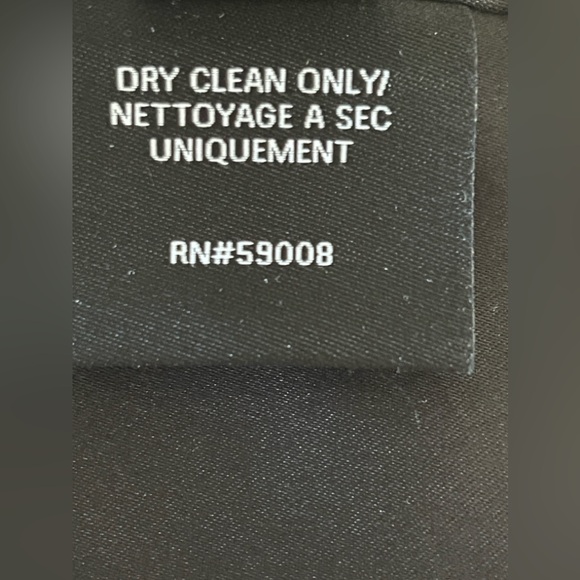 DRY CLEAN ONLY/
NETTOYAGE A SEC
UNIQUEMENT
RN#59008